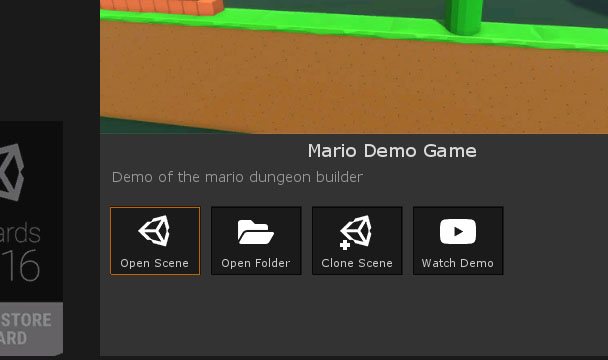 Mario Demo Game
Demo of the mario dungeon builder
ards
16
STORE
ARD
Open Scene
Open Folder
Clone Scene
Watch Demo